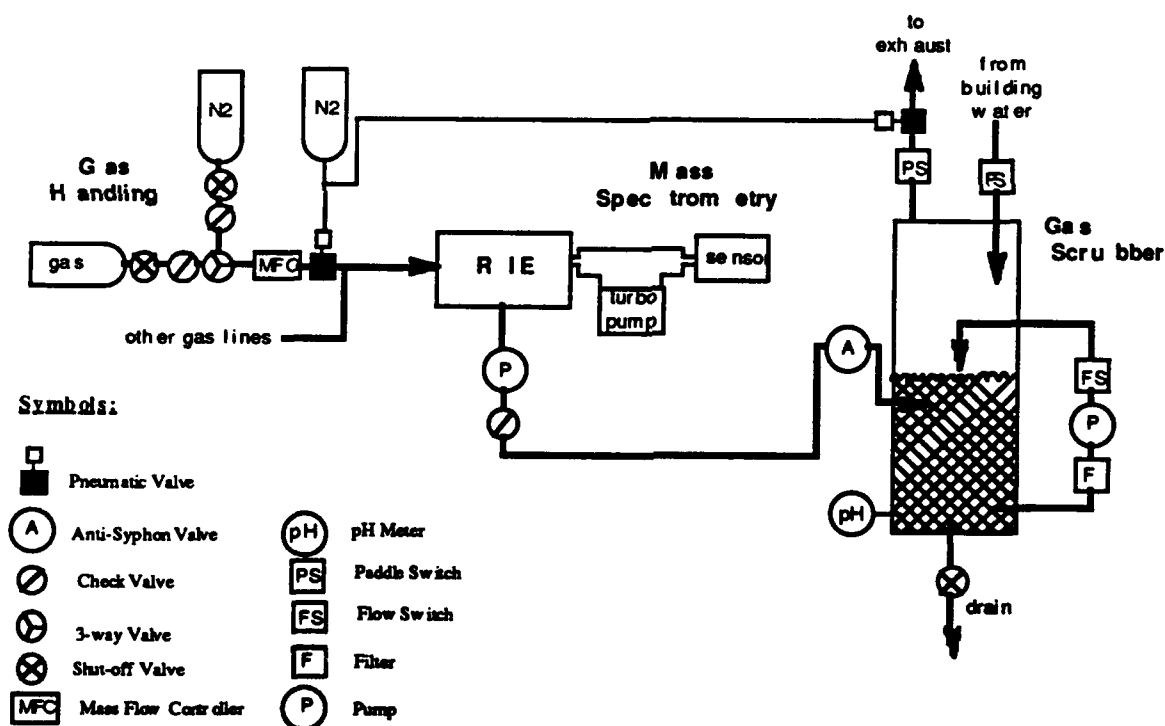 to
exhaust
from
building
water
N2
N2
Gas
Handling
PS
FS
Mass
Spectrometry
Gas
Scrubber
gas
MFC
RIE
sensor
turbo
pump
other gas lines
A
P
FS
P
F
pH
drain
Symbols:
Pneumatic Valve
A Anti-Syphon Valve
Check Valve
3-way Valve
Shut-off Valve
MFC Mass Flow Controller
pH pH Meter
PS Paddle Switch
FS Flow Switch
F Filter
P Pump